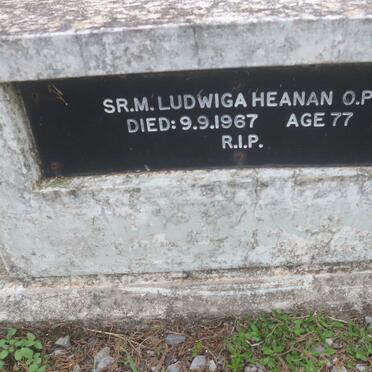 SR.M. LUDWIGA HEANAN O.P
DIED: 9.9.1967 AGE 77
R.I.P.